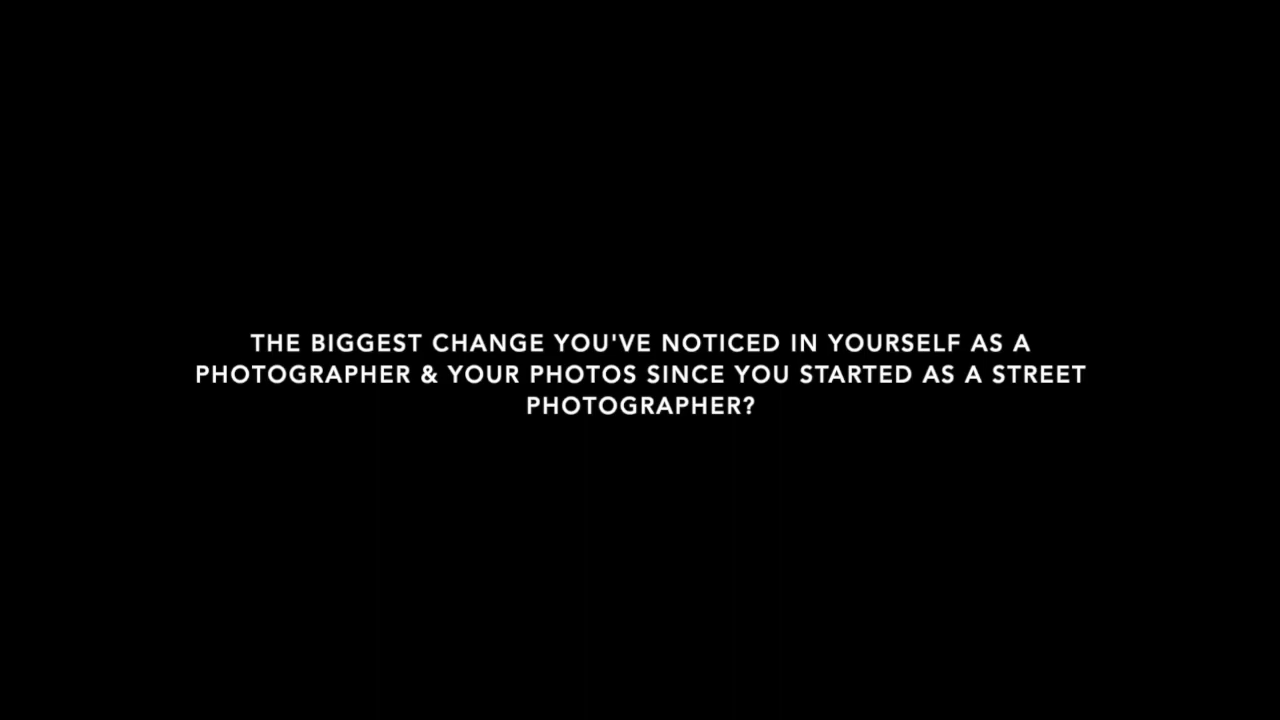 THE BIGGEST CHANGE YOU'VE NOTICED IN YOURSELF AS A
PHOTOGRAPHER & YOUR PHOTOS SINCE YOU STARTED AS A STREET
PHOTOGRAPHER?